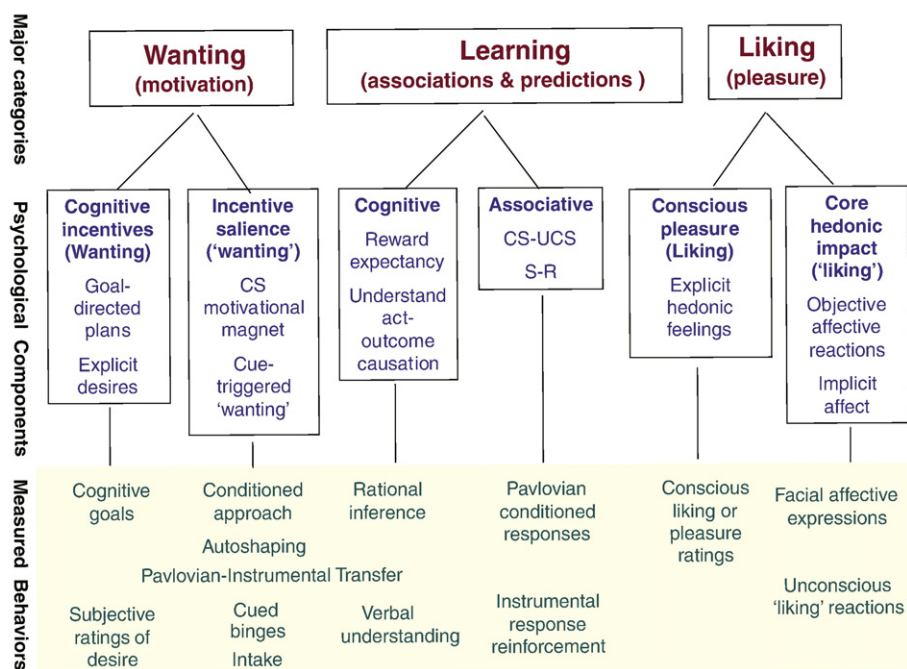 Major categories
Wanting
(motivation)
Learning
(associations & predictions )
Liking
(pleasure)
Psychological Components
Cognitive
incentives
(Wanting)
Goal-
directed
plans
Explicit
desires
Incentive
salience
('wanting')
CS
motivational
magnet
Cue-
triggered
'wanting'
Cognitive
Reward
expectancy
Understand
act-
outcome
causation
Associative
CS-UCS
S-R
Conscious
pleasure
(Liking)
Explicit
hedonic
feelings
Core
hedonic
impact
('liking')
Objective
affective
reactions
Implicit
affect
Measured Behaviors
Cognitive
goals
Conditioned
approach
Autoshaping
Pavlovian-Instrumental Transfer
Subjective
ratings of
desire
Cued
binges
Intake
Rational
inference
Verbal
understanding
Pavlovian
conditioned
responses
Instrumental
response
reinforcement
Conscious
liking or
pleasure
ratings
Facial affective
expressions
Unconscious
'liking' reactions